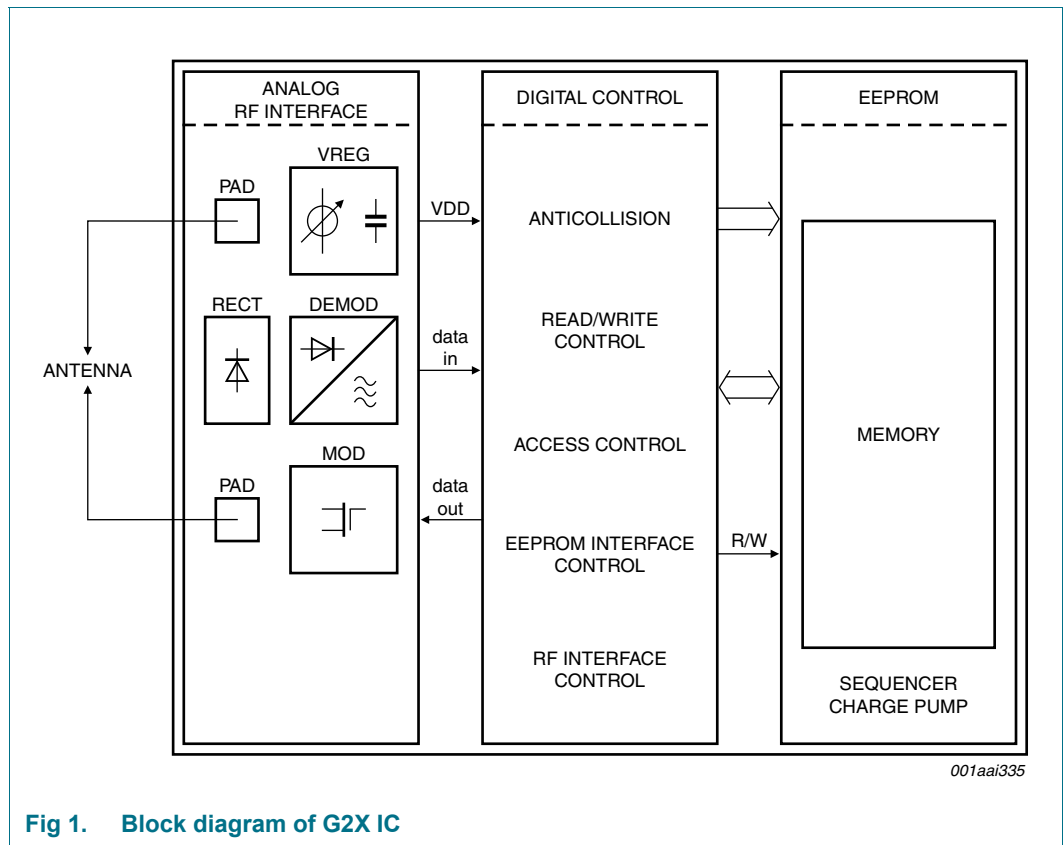 ANALOG
RF INTERFACE
VREG
PAD
VDD
RECT
DEMOD
data
in
ANTENNA
MOD
PAD
data
out
DIGITAL CONTROL
ANTICOLLISION
READ/WRITE
CONTROL
ACCESS CONTROL
EEPROM INTERFACE
CONTROL
R/W
RF INTERFACE
CONTROL
EEPROM
MEMORY
SEQUENCER
CHARGE PUMP
001aai335
Fig 1. Block diagram of G2X IC